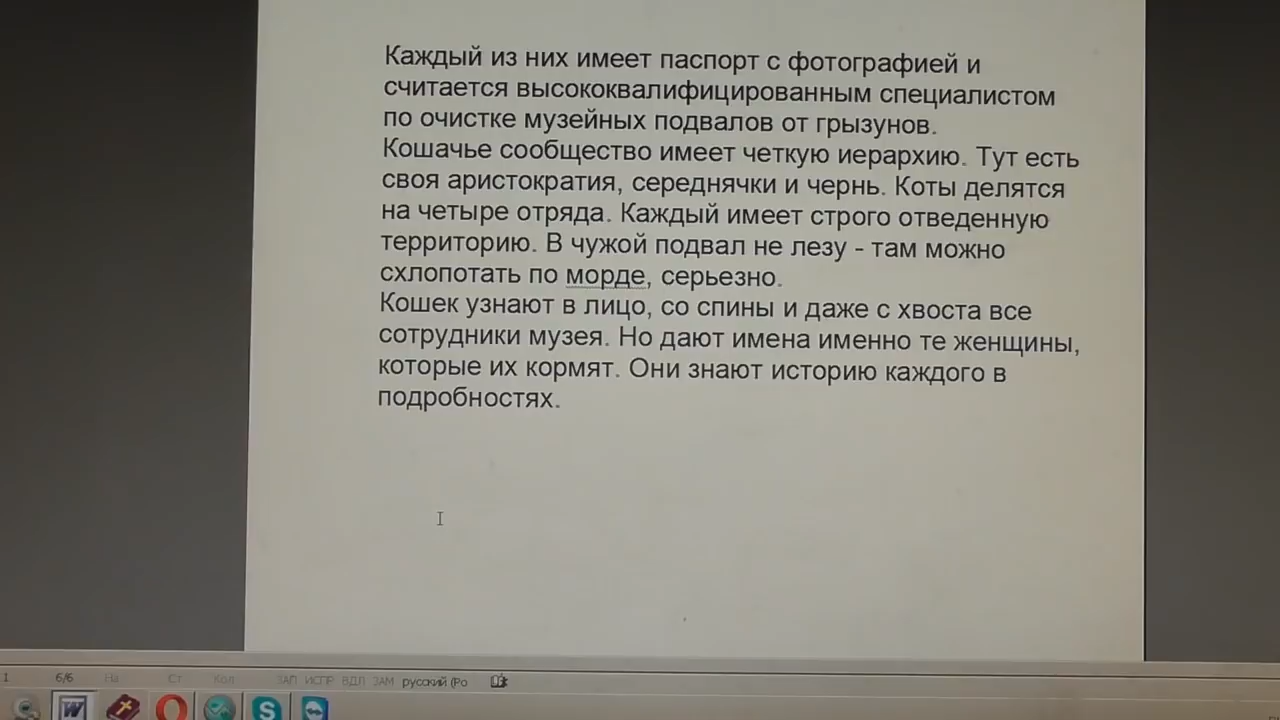 Каждый из них имеет паспорт с фотографией и
считается высококвалифицированным специалистом
по очистке музейных подвалов от грызунов.
Кошачье сообщество имеет четкую иерархию. Тут есть
своя аристократия, середнячки и чернь. Коты делятся
на четыре отряда. Каждый имеет строго отведенную
территорию. В чужой подвал не лезу - там можно
схлопотать по морде, серьезно.
Кошек узнают в лицо, со спины и даже с хвоста все
сотрудники музея. Но дают имена именно те женщины,
которые их кормят. Они знают историю каждого в
подробностях.
1 6/6 На Ст Кол ЗАП ИСПР ВДЛ ЗАМ русский (Ро